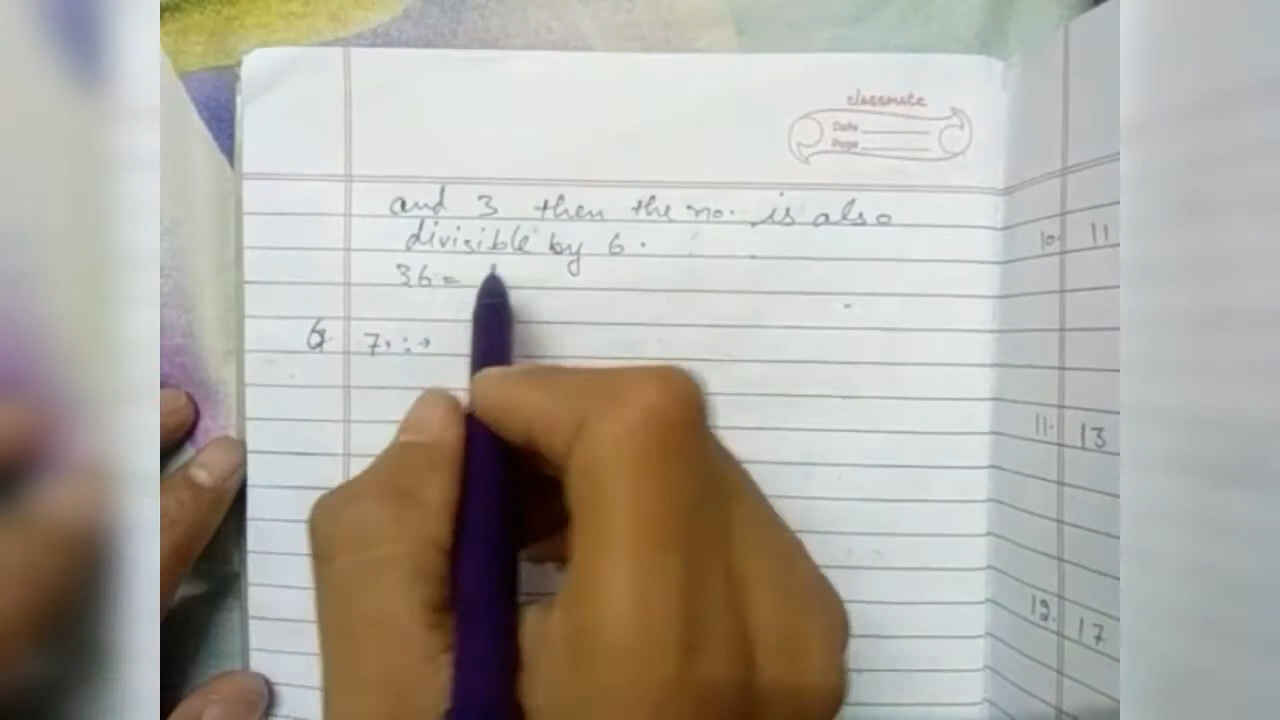 classmate
Date
Page
and 3 then the no. is also
divisible by 6.
36 =
7. :→
10. 11
11. 13
12. 17